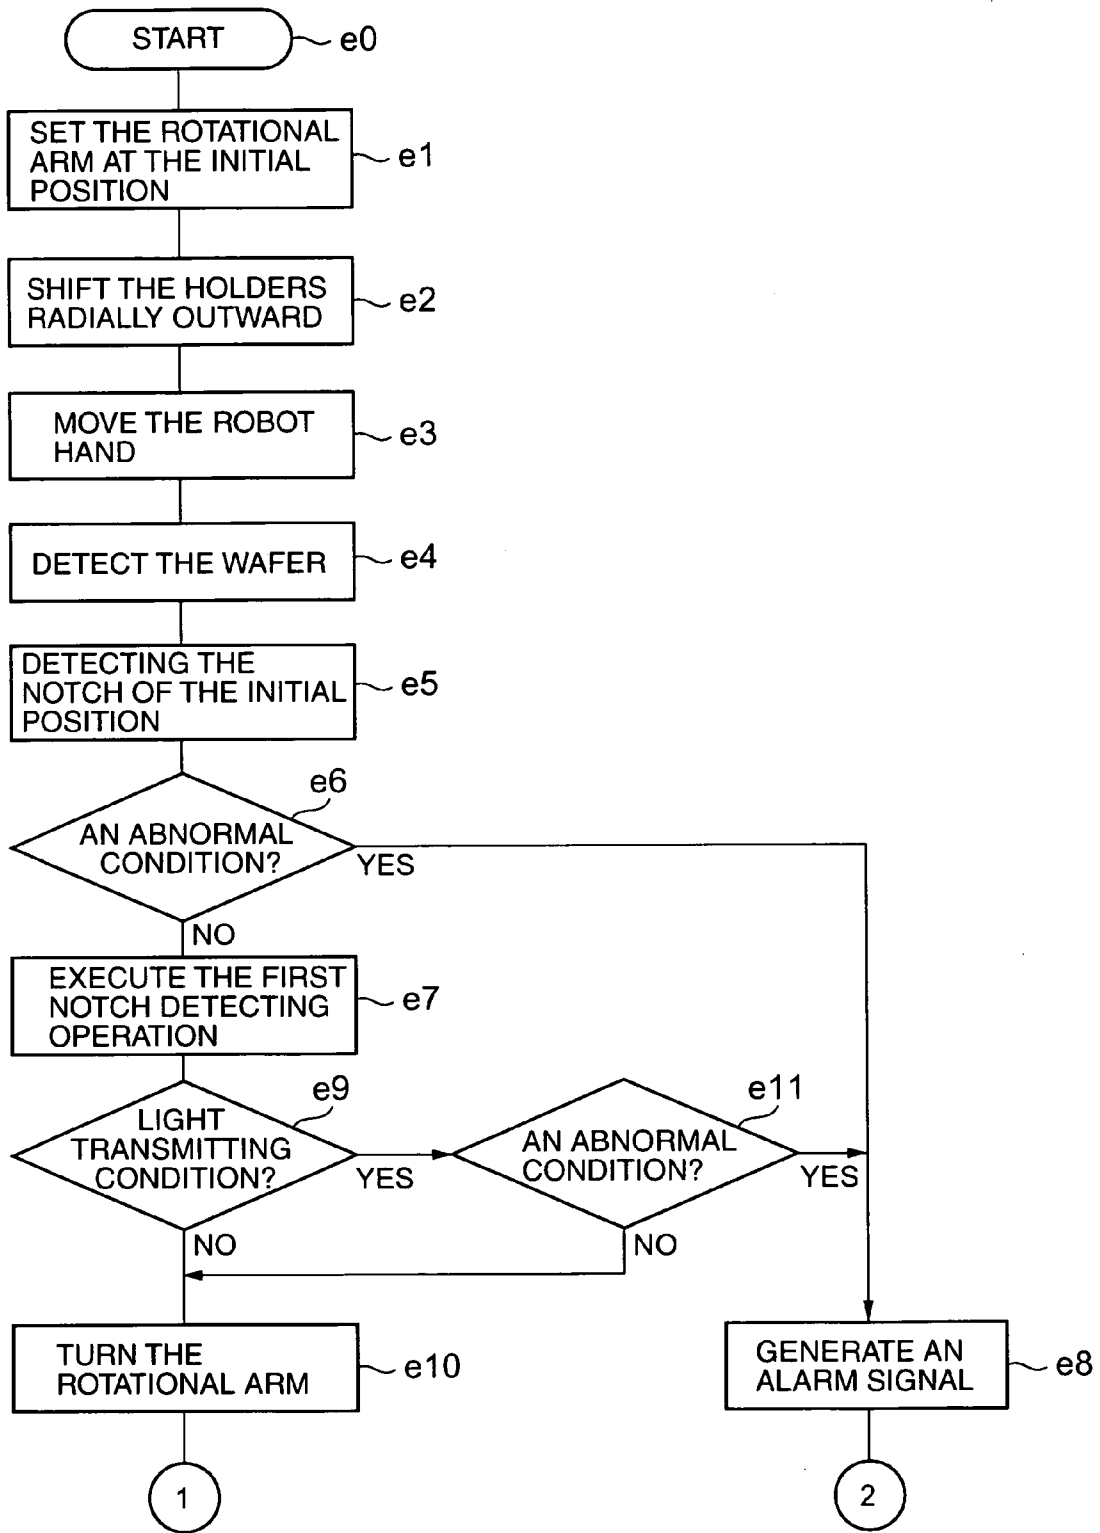 START
e0
SET THE ROTATIONAL
ARM AT THE INITIAL
POSITION
e1
SHIFT THE HOLDERS
RADIALLY OUTWARD
e2
MOVE THE ROBOT
HAND
e3
DETECT THE WAFER
e4
DETECTING THE
NOTCH OF THE INITIAL
POSITION
e5
e6
AN ABNORMAL
CONDITION?
YES
NO
EXECUTE THE FIRST
NOTCH DETECTING
OPERATION
e7
e9
LIGHT
TRANSMITTING
CONDITION?
YES
NO
e11
AN ABNORMAL
CONDITION?
YES
NO
TURN THE
ROTATIONAL ARM
e10
GENERATE AN
ALARM SIGNAL
e8
1
2